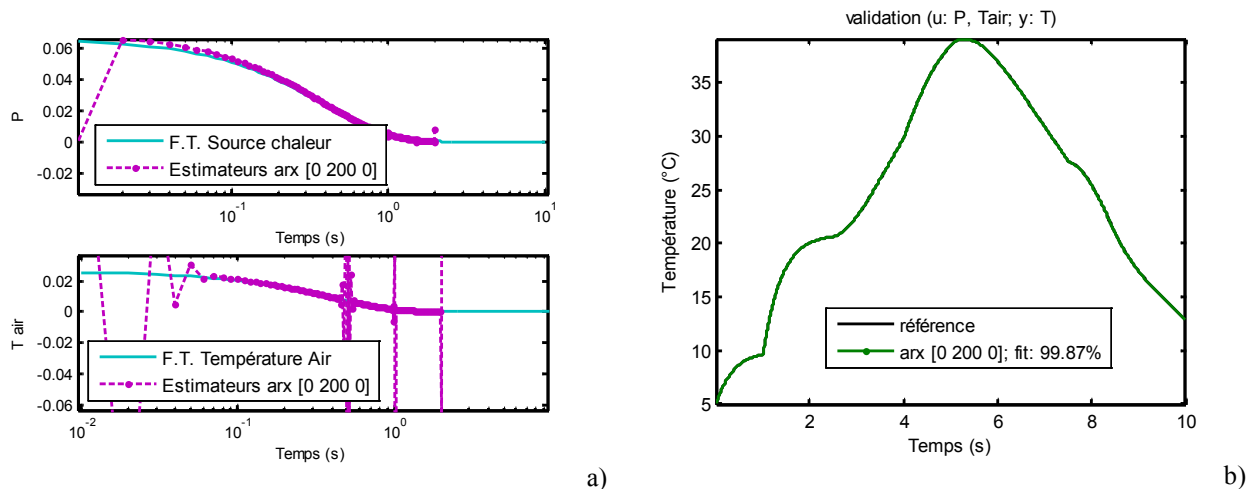 0.06
0.04
0.02
0
-0.02
P
F.T. Source chaleur
Estimateurs arx [0 200 0]
10^-1
10^0
10^1
Temps (s)
0.02
0
-0.02
-0.04
-0.06
T air
F.T. Température Air
Estimateurs arx [0 200 0]
10^-2
10^-1
10^0
Temps (s)
a)
validation (u: P, Tair; y: T)
35
30
25
20
15
10
5
Température (°C)
référence
arx [0 200 0]; fit: 99.87%
2
4
6
8
10
Temps (s)
b)